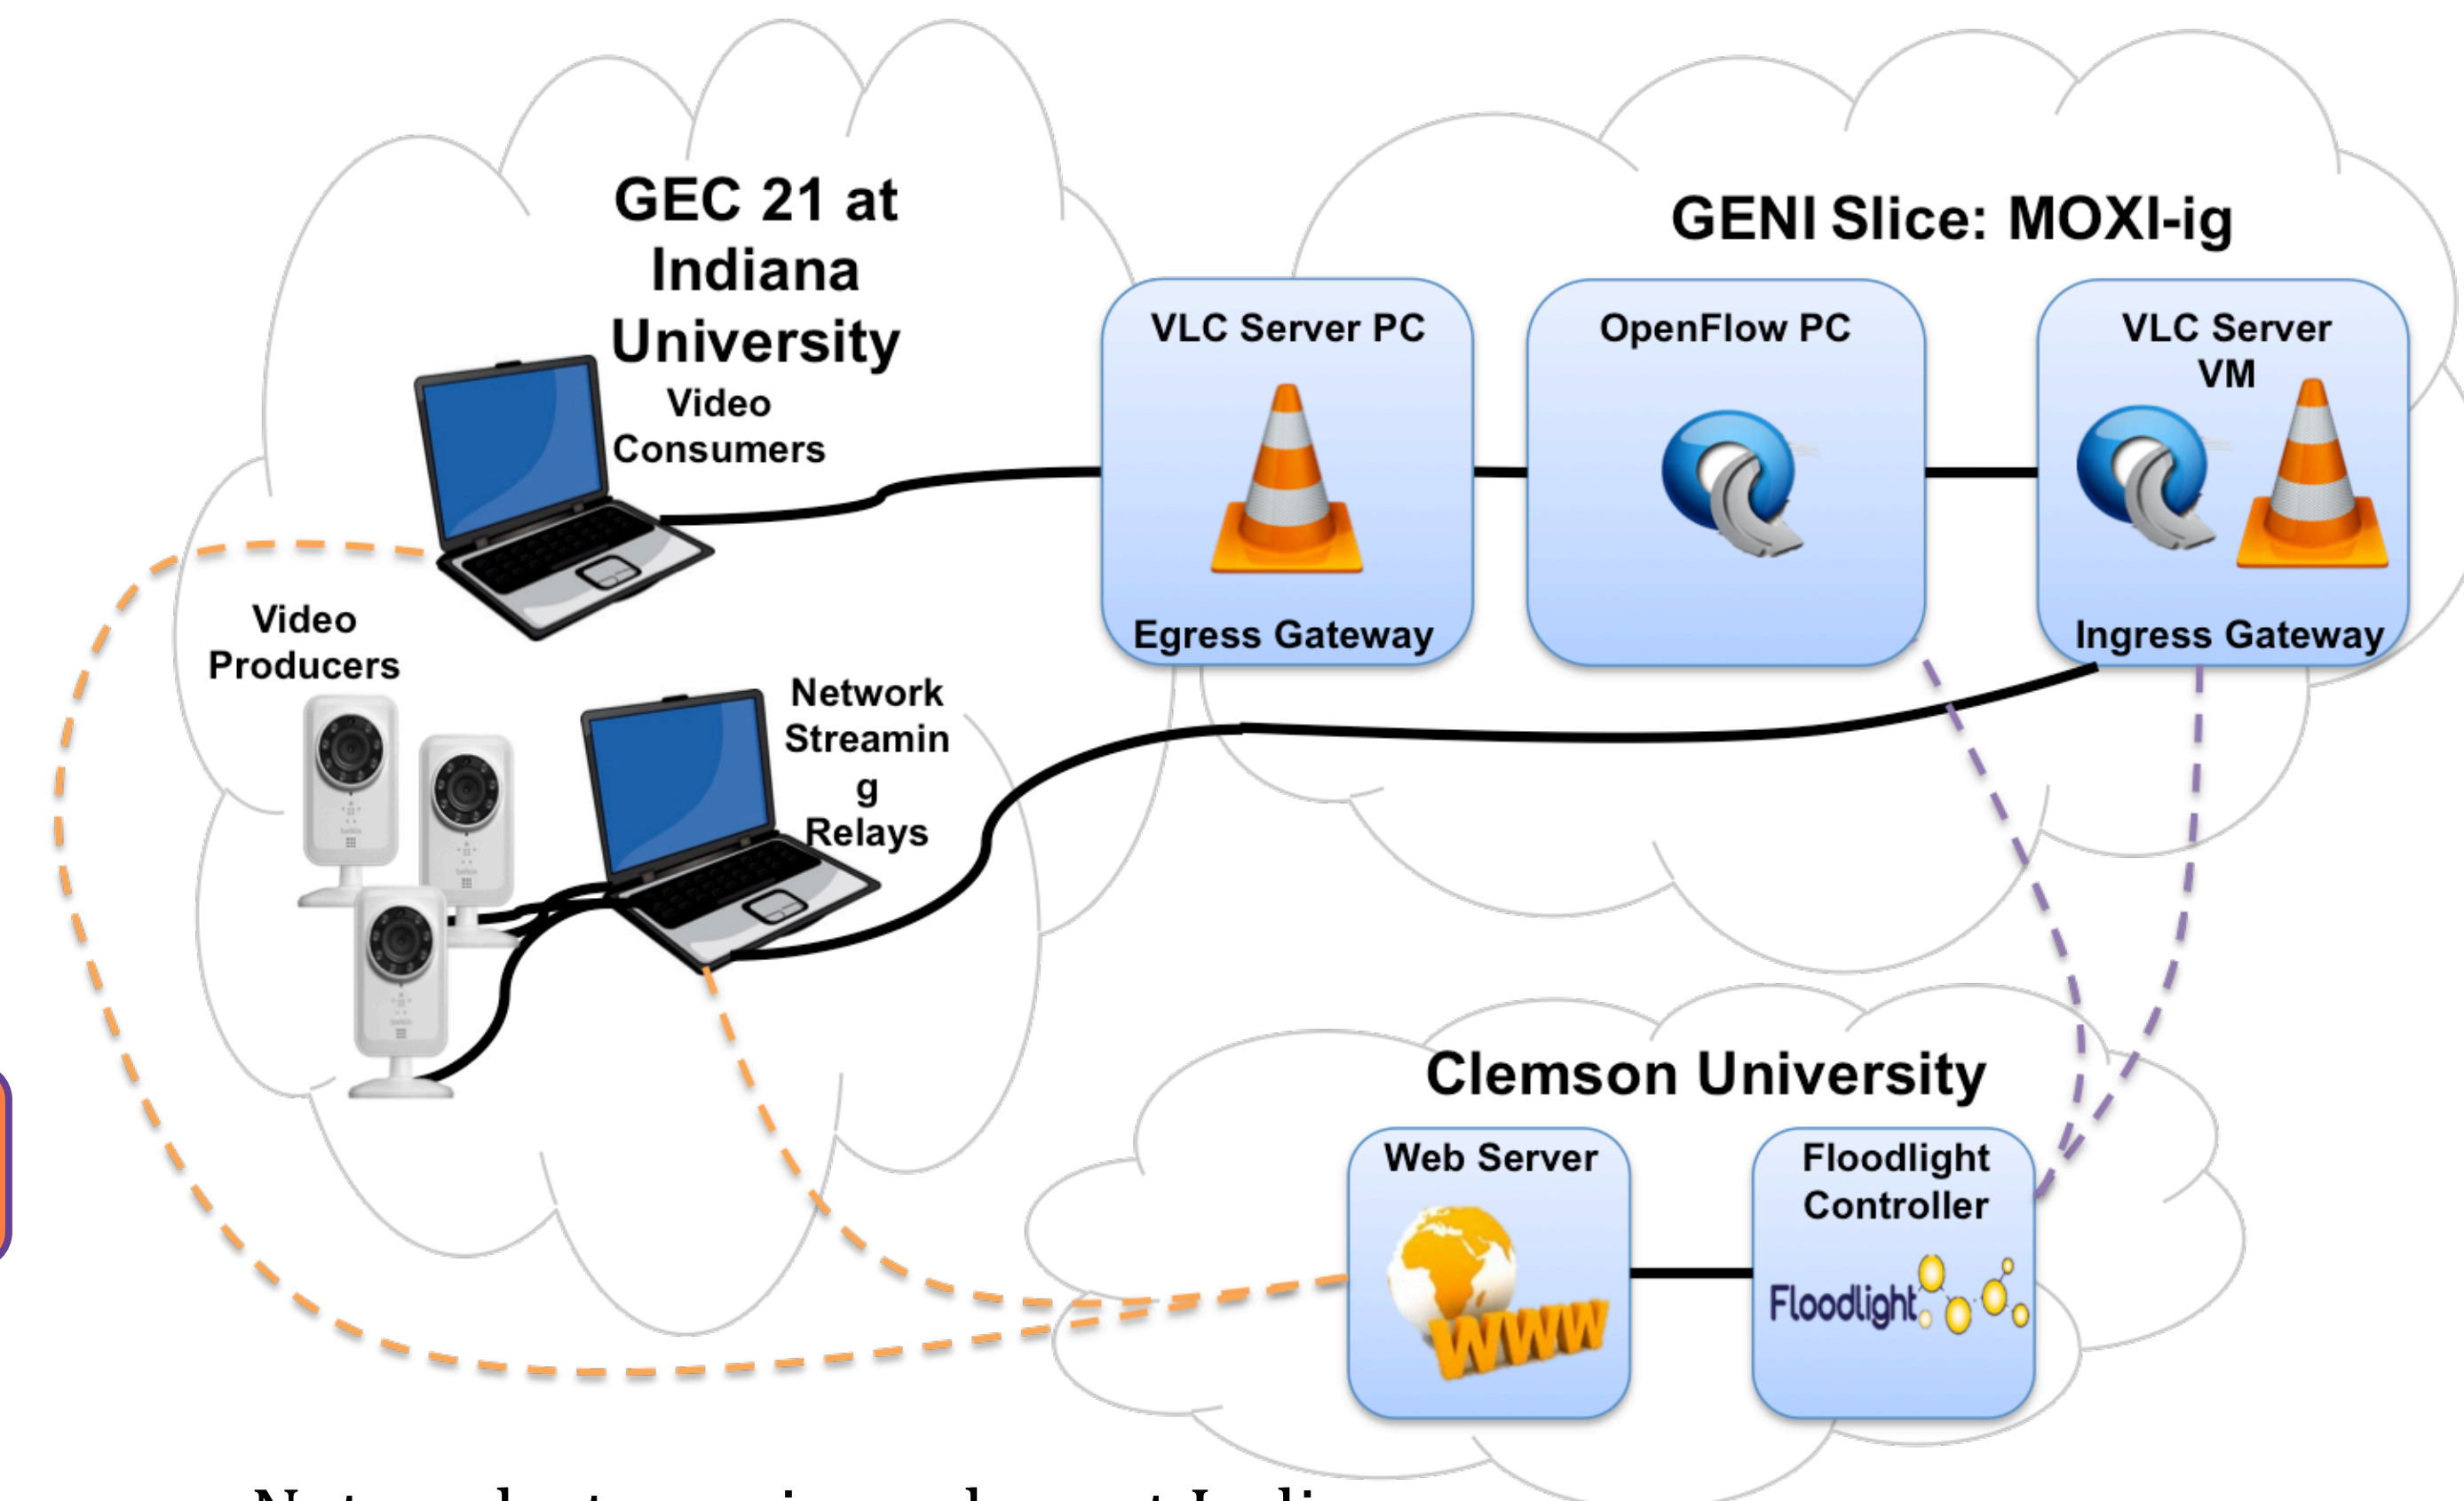 GEC 21 at
Indiana
University
Video
Consumers
Video
Producers
Network
Streamin
g
Relays
GENI Slice: MOXI-ig
VLC Server PC
Egress Gateway
OpenFlow PC
VLC Server
VM
Ingress Gateway
Clemson University
Web Server
WWW
Floodlight
Controller
Floodlight